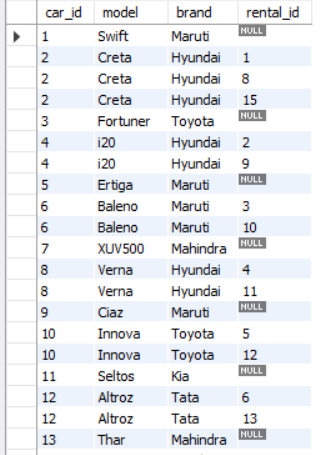 car_id model brand rental_id
1 Swift Maruti NULL
2 Creta Hyundai 1
2 Creta Hyundai 8
2 Creta Hyundai 15
3 Fortuner Toyota NULL
4 i20 Hyundai 2
4 i20 Hyundai 9
5 Ertiga Maruti NULL
6 Baleno Maruti 3
6 Baleno Maruti 10
7 XUV500 Mahindra NULL
8 Verna Hyundai 4
8 Verna Hyundai 11
9 Ciaz Maruti NULL
10 Innova Toyota 5
10 Innova Toyota 12
11 Seltos Kia NULL
12 Altroz Tata 6
12 Altroz Tata 13
13 Thar Mahindra NULL